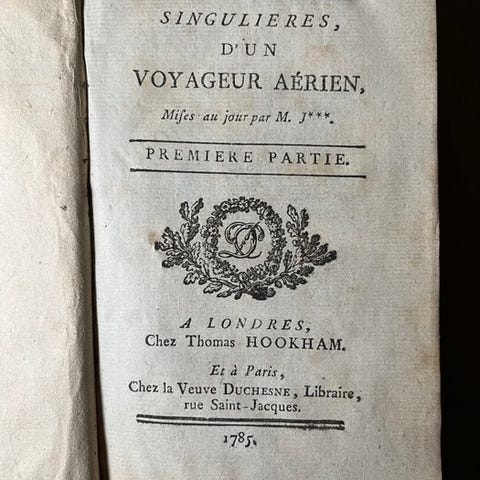 SINGULIERES,
D'UN
VOYAGEUR AÉRIEN,
Miſes au jour par M. J***.
PREMIERE PARTIE.
A LONDRES,
Chez Thomas HOOKHAM.
Et à Paris,
Chez la Veuve DUCHESNE, Libraire,
rue Saint-Jacques.
1785.